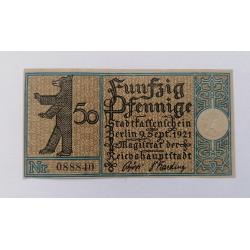 Fünfzig
50 Pfennige
Stadtkassenschein
Berlin 9. Sept. 1921
Magistrat der
Reichshauptstadt
Nr. 088840